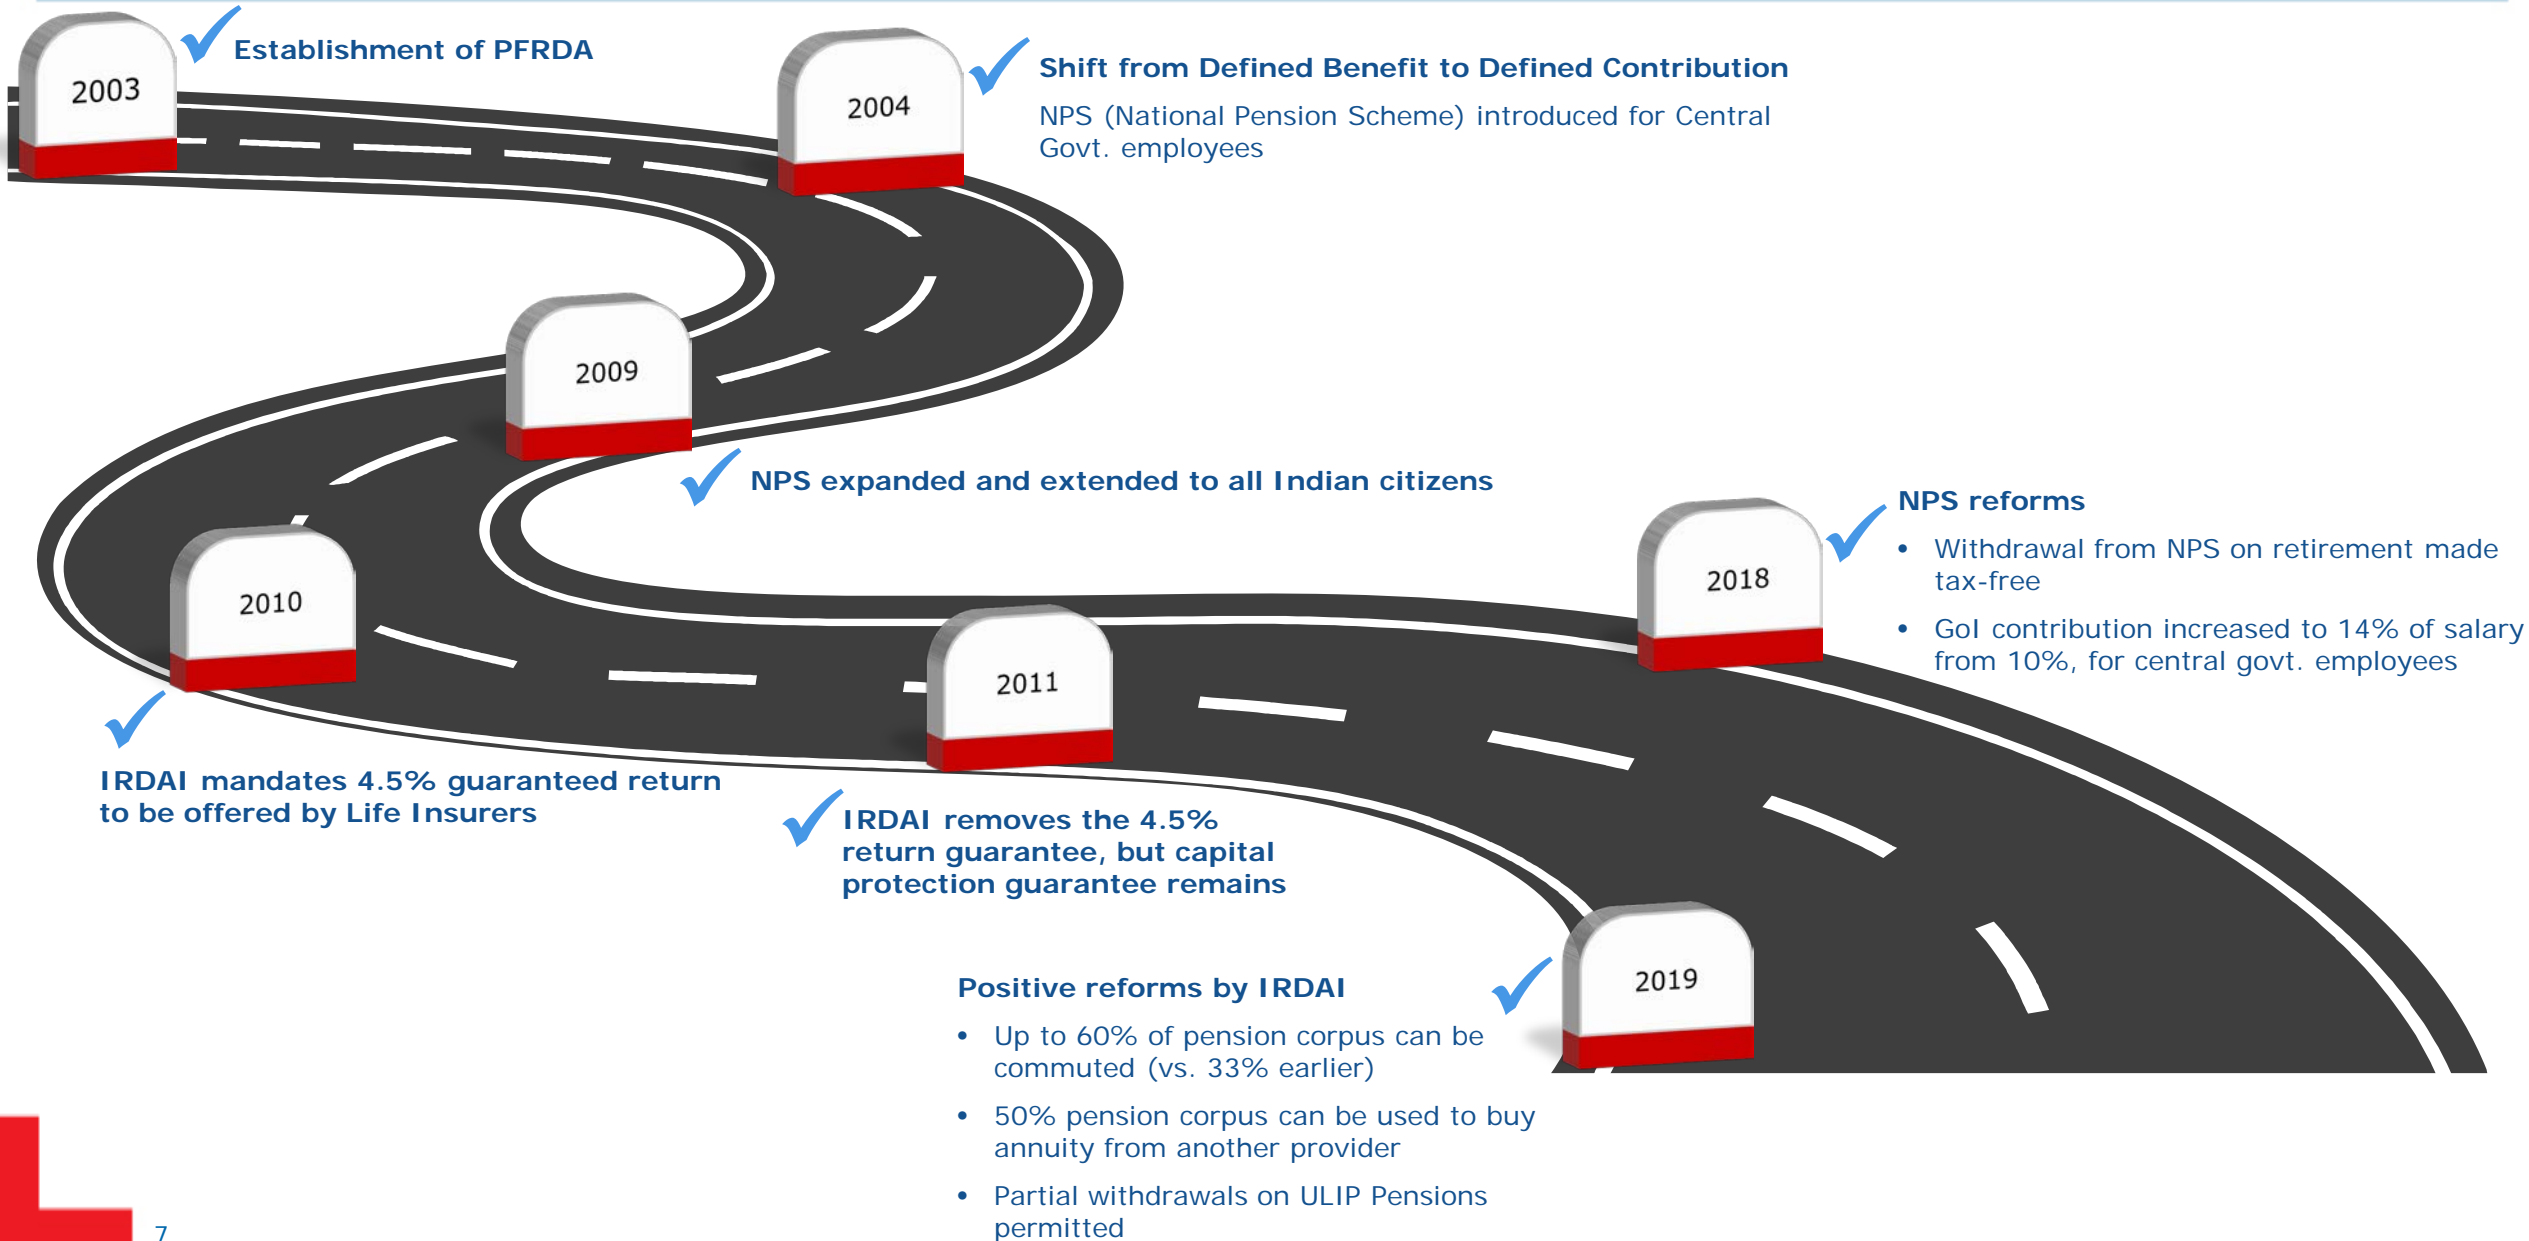 2003
Establishment of PFRDA
2004
Shift from Defined Benefit to Defined Contribution
NPS (National Pension Scheme) introduced for Central
Govt. employees
2009
NPS expanded and extended to all Indian citizens
2010
IRDAI mandates 4.5% guaranteed return
to be offered by Life Insurers
2011
IRDAI removes the 4.5%
return guarantee, but capital
protection guarantee remains
2018
NPS reforms
• Withdrawal from NPS on retirement made
tax-free
• GoI contribution increased to 14% of salary
from 10%, for central govt. employees
2019
Positive reforms by IRDAI
• Up to 60% of pension corpus can be
commuted (vs. 33% earlier)
• 50% pension corpus can be used to buy
annuity from another provider
• Partial withdrawals on ULIP Pensions
permitted
7